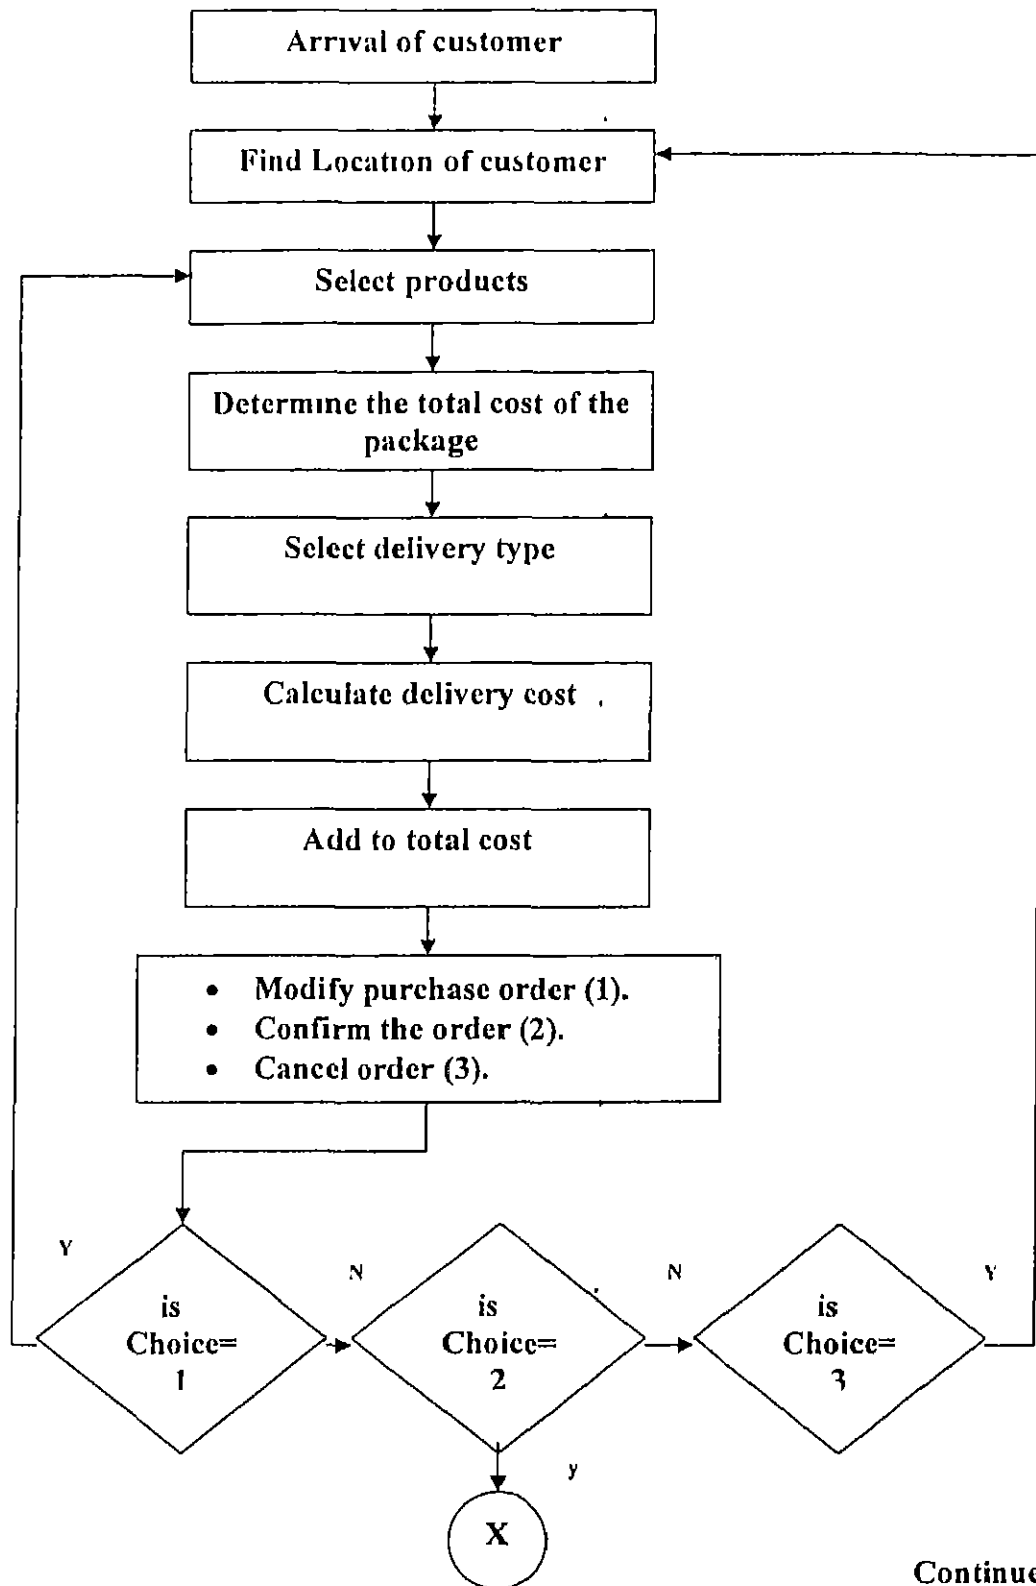 Arrival of customer
Find Location of customer
Select products
Determine the total cost of the
package
Select delivery type
Calculate delivery cost
Add to total cost
• Modify purchase order (1).
• Confirm the order (2).
• Cancel order (3).
Y
N
N
Y
is
Choice=
1
is
Choice=
2
is
Choice=
3
y
X
Continue